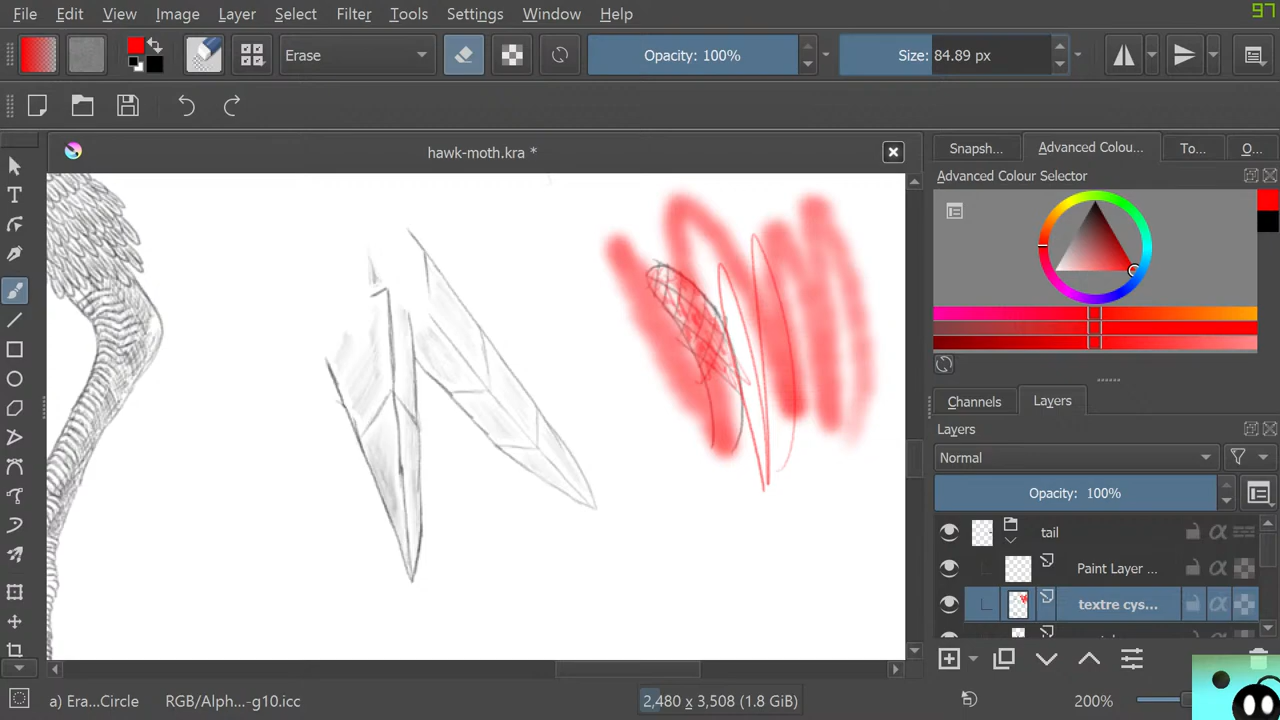 File Edit View Image Layer Select Filter Tools Settings Window Help
97
Erase Opacity: 100% Size: 84.89 px
hawk-moth.kra *
Snapsh... Advanced Colou... To... O...
Advanced Colour Selector
Channels Layers
Layers
Normal
Opacity: 100%
tail
Paint Layer ...
textre cys...
a) Era...Circle RGB/Alph...-g10.icc 2,480 x 3,508 (1.8 GiB) 200%